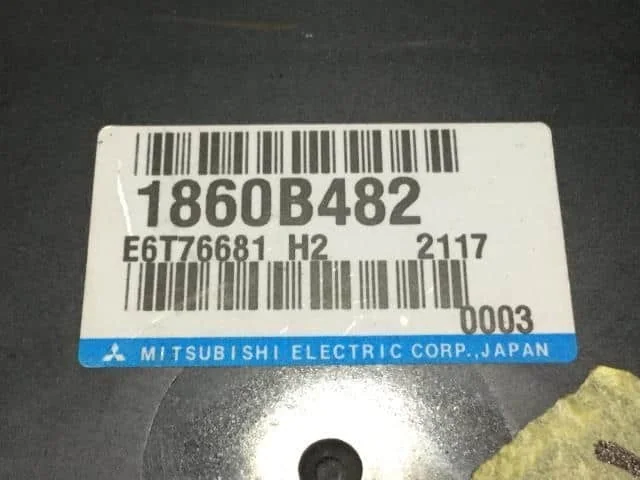 1860B482
E6T76681 H2 2117
0003
MITSUBISHI ELECTRIC CORP., JAPAN